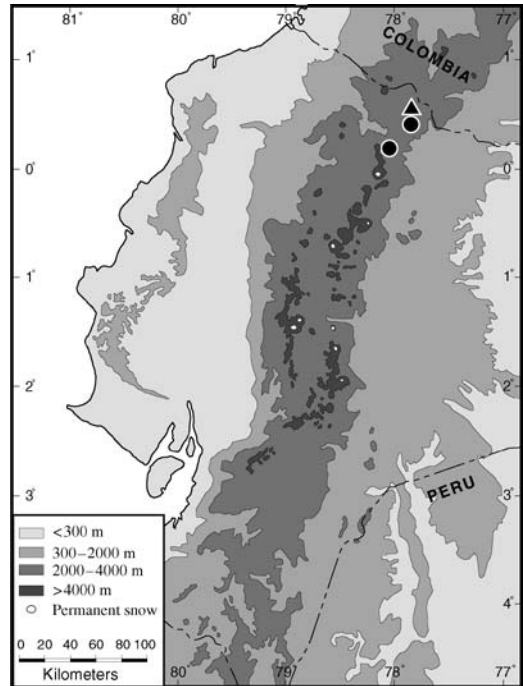 80° 79° 78° 77°
COLOMBIA
1°
0°
1°
81°
2°
3°
PERU
4°
<300 m
300–2000 m
2000–4000 m
>4000 m
Permanent snow
0 20 40 60 80 100
Kilometers
80° 79° 78° 77°
1°
0°
1°
2°
3°
4°